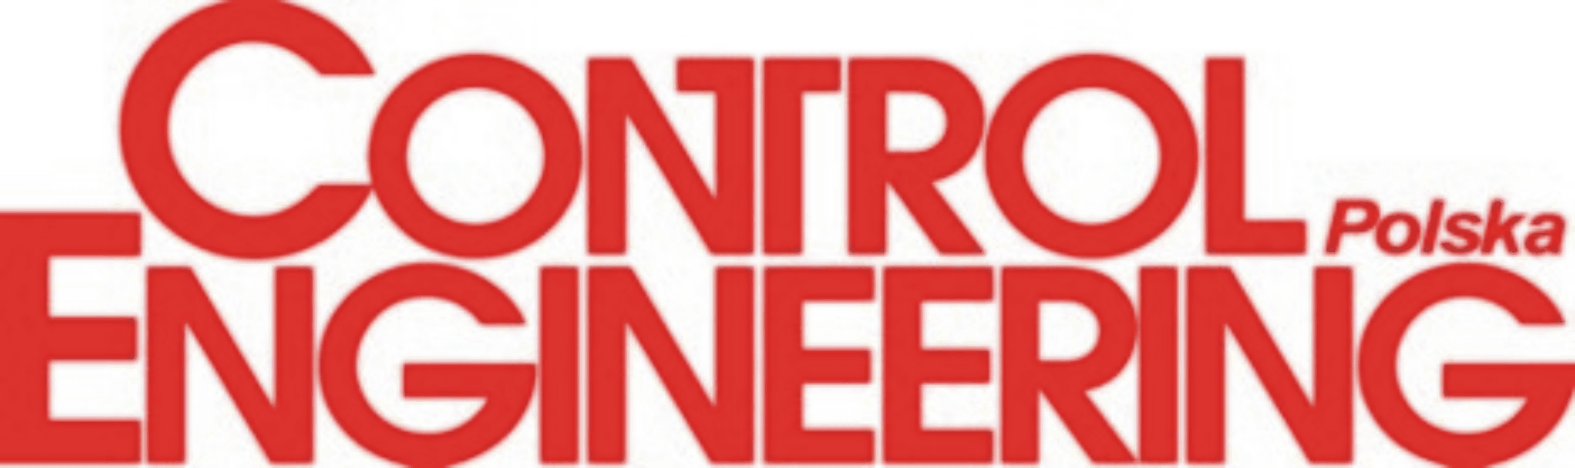 CONTROL Polska
ENGINEERING